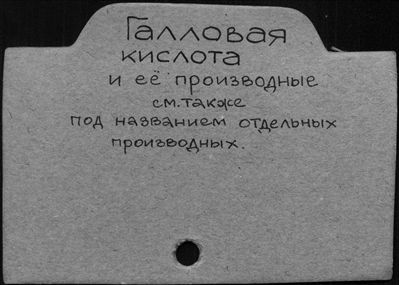 Галловая
кислота
и её производные
см. также
под названием отдельных
производных.